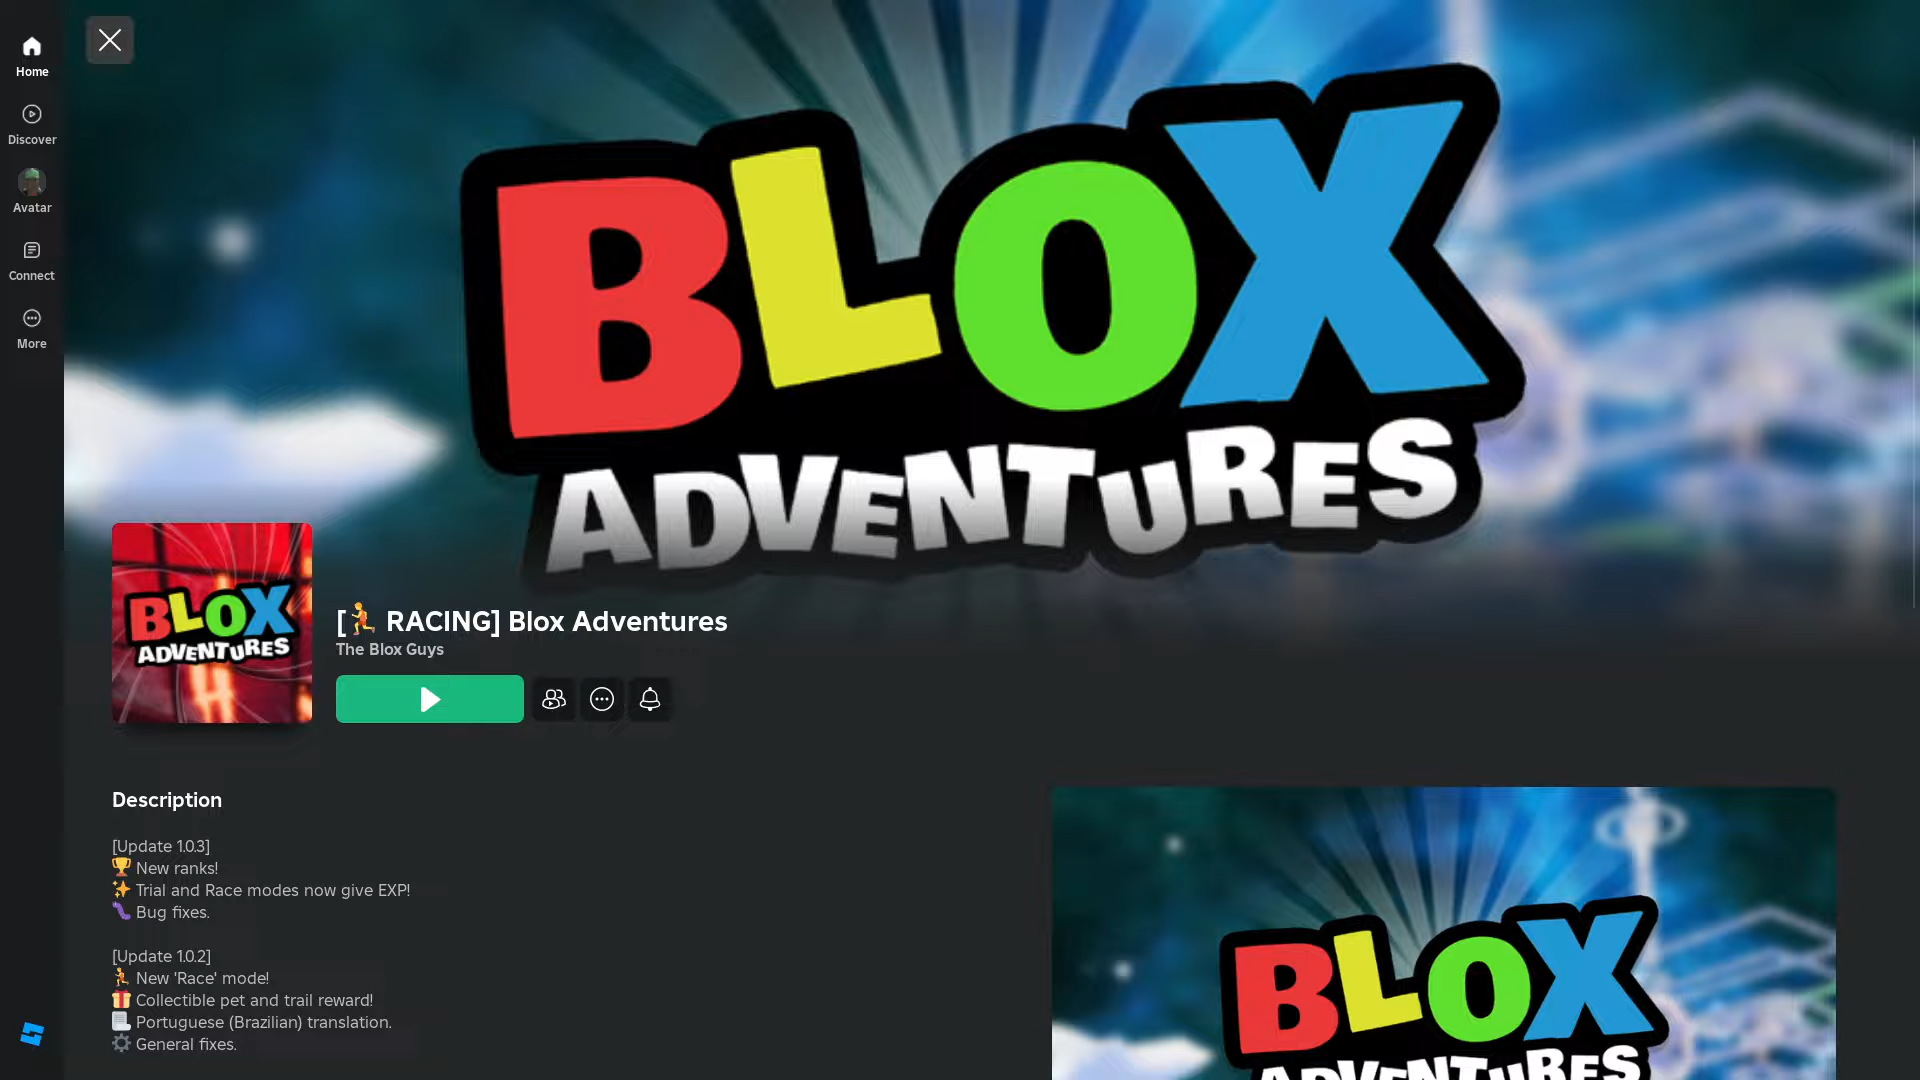 Home
Discover
Avatar
Connect
More
BLOX
ADVENTURES
BLOX
ADVENTURES
[🏃 RACING] Blox Adventures
The Blox Guys
Description
[Update 1.0.3]
🏆 New ranks!
✨ Trial and Race modes now give EXP!
🐛 Bug fixes.
[Update 1.0.2]
🏃 New 'Race' mode!
🎁 Collectible pet and trail reward!
📃 Portuguese (Brazilian) translation.
⚙️ General fixes.
BLOX
ADVENTURES